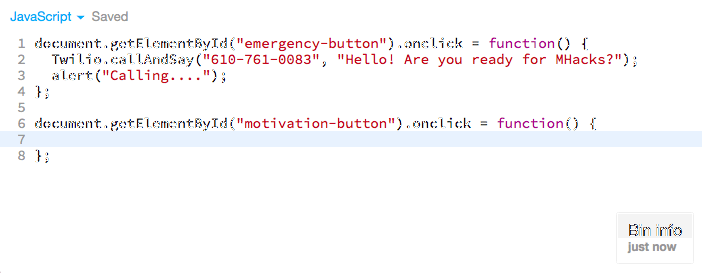 JavaScript Saved
1 document.getElementById("emergency-button").onclick = function() {
2 Twilio.callAndSay("610-761-0083", "Hello! Are you ready for MHacks?");
3 alert("Calling....");
4 };
5
6 document.getElementById("motivation-button").onclick = function() {
7
8 };
Bin info
just now